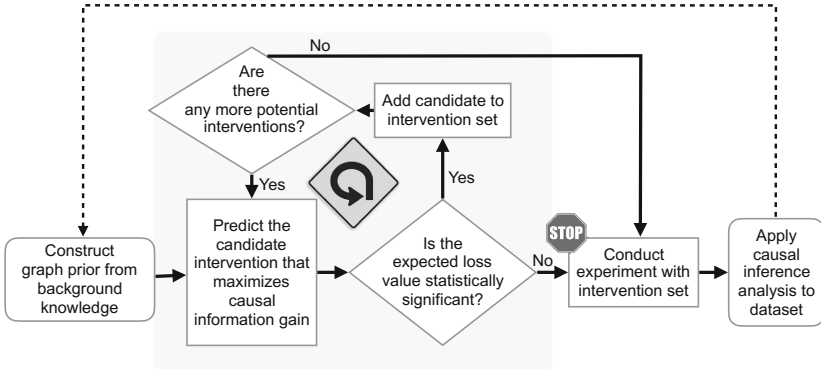 No
Are
there
any more potential
interventions?
Add candidate to
intervention set
Yes
Yes
Construct
graph prior from
background
knowledge
Predict the
candidate
intervention that
maximizes
causal
information gain
Is the
expected loss
value statistically
significant?
No
STOP
Conduct
experiment with
intervention set
Apply
causal
inference
analysis to
dataset